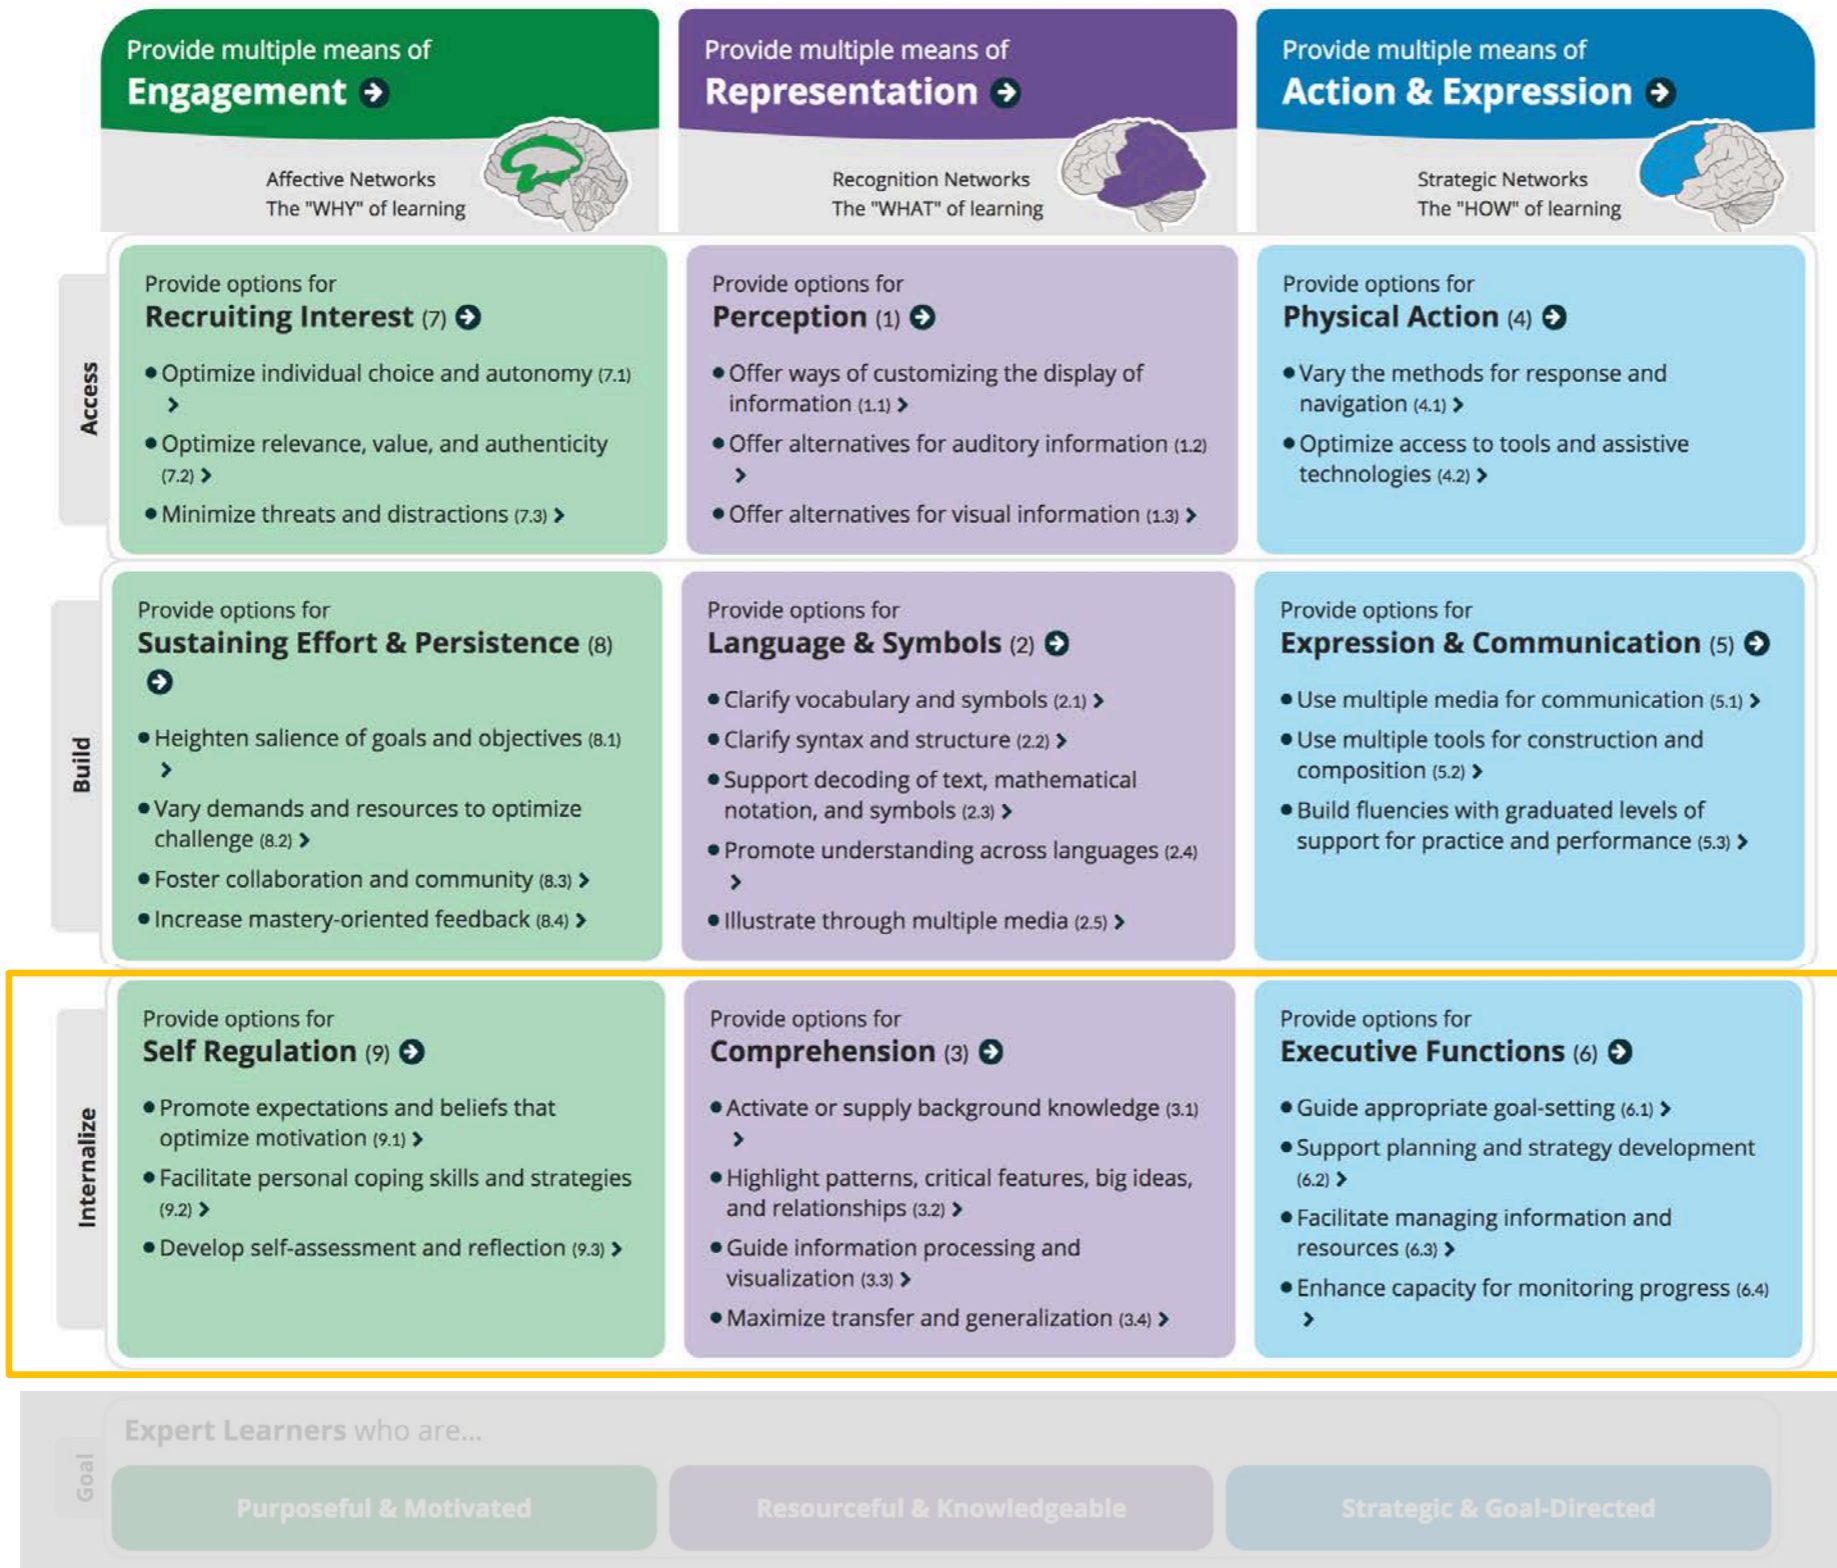 Provide multiple means of
Engagement
Affective Networks
The "WHY" of learning
Provide multiple means of
Representation
Recognition Networks
The "WHAT" of learning
Provide multiple means of
Action & Expression
Strategic Networks
The "HOW" of learning
Access
Provide options for
Recruiting Interest (7)
• Optimize individual choice and autonomy (7.1)
• Optimize relevance, value, and authenticity
(7.2)
• Minimize threats and distractions (7.3)
Provide options for
Perception (1)
• Offer ways of customizing the display of
information (1.1)
• Offer alternatives for auditory information (1.2)
• Offer alternatives for visual information (1.3)
Provide options for
Physical Action (4)
• Vary the methods for response and
navigation (4.1)
• Optimize access to tools and assistive
technologies (4.2)
Build
Provide options for
Sustaining Effort & Persistence (8)
• Heighten salience of goals and objectives (8.1)
• Vary demands and resources to optimize
challenge (8.2)
• Foster collaboration and community (8.3)
• Increase mastery-oriented feedback (8.4)
Provide options for
Language & Symbols (2)
• Clarify vocabulary and symbols (2.1)
• Clarify syntax and structure (2.2)
• Support decoding of text, mathematical
notation, and symbols (2.3)
• Promote understanding across languages (2.4)
• Illustrate through multiple media (2.5)
Provide options for
Expression & Communication (5)
• Use multiple media for communication (5.1)
• Use multiple tools for construction and
composition (5.2)
• Build fluencies with graduated levels of
support for practice and performance (5.3)
Internalize
Provide options for
Self Regulation (9)
• Promote expectations and beliefs that
optimize motivation (9.1)
• Facilitate personal coping skills and strategies
(9.2)
• Develop self-assessment and reflection (9.3)
Provide options for
Comprehension (3)
• Activate or supply background knowledge (3.1)
• Highlight patterns, critical features, big ideas,
and relationships (3.2)
• Guide information processing and
visualization (3.3)
• Maximize transfer and generalization (3.4)
Provide options for
Executive Functions (6)
• Guide appropriate goal-setting (6.1)
• Support planning and strategy development
(6.2)
• Facilitate managing information and
resources (6.3)
• Enhance capacity for monitoring progress (6.4)
Goal
Expert Learners who are...
Purposeful & Motivated
Resourceful & Knowledgeable
Strategic & Goal-Directed